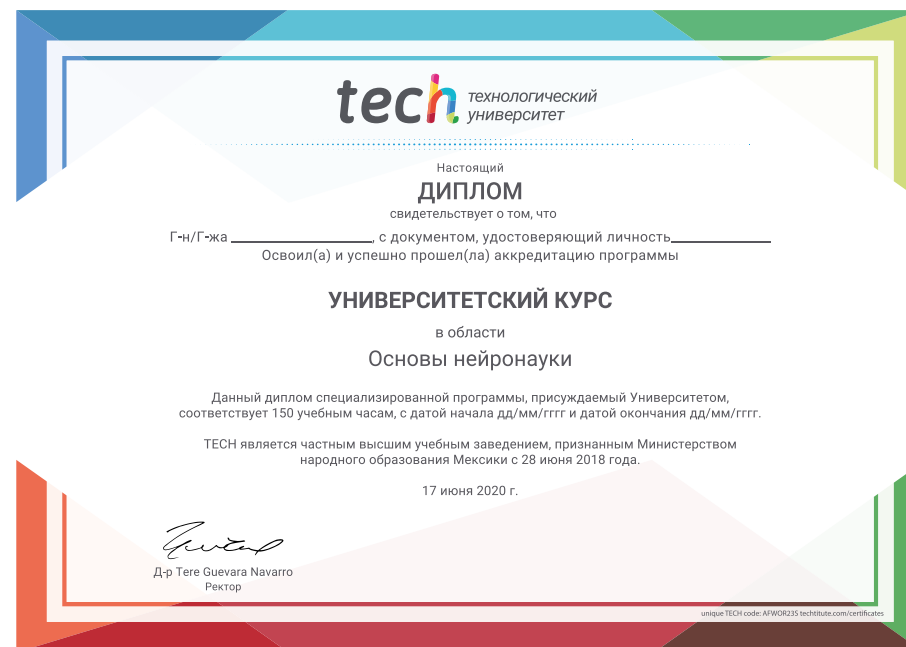 tech технологический
университет
Настоящий
ДИПЛОМ
свидетельствует о том, что
Г-н/Г-жа ____________________, с документом, удостоверяющий личность______________
Освоил(а) и успешно прошел(ла) аккредитацию программы
УНИВЕРСИТЕТСКИЙ КУРС
в области
Основы нейронауки
Данный диплом специализированной программы, присуждаемый Университетом,
соответствует 150 учебным часам, с датой начала дд/мм/гггг и датой окончания дд/мм/гггг.
TECH является частным высшим учебным заведением, признанным Министерством
народного образования Мексики с 28 июня 2018 года.
17 июня 2020 г.
Д-р Tere Guevara Navarro
Ректор
unique TECH code: AFWOR23S techtitute.com/certificates